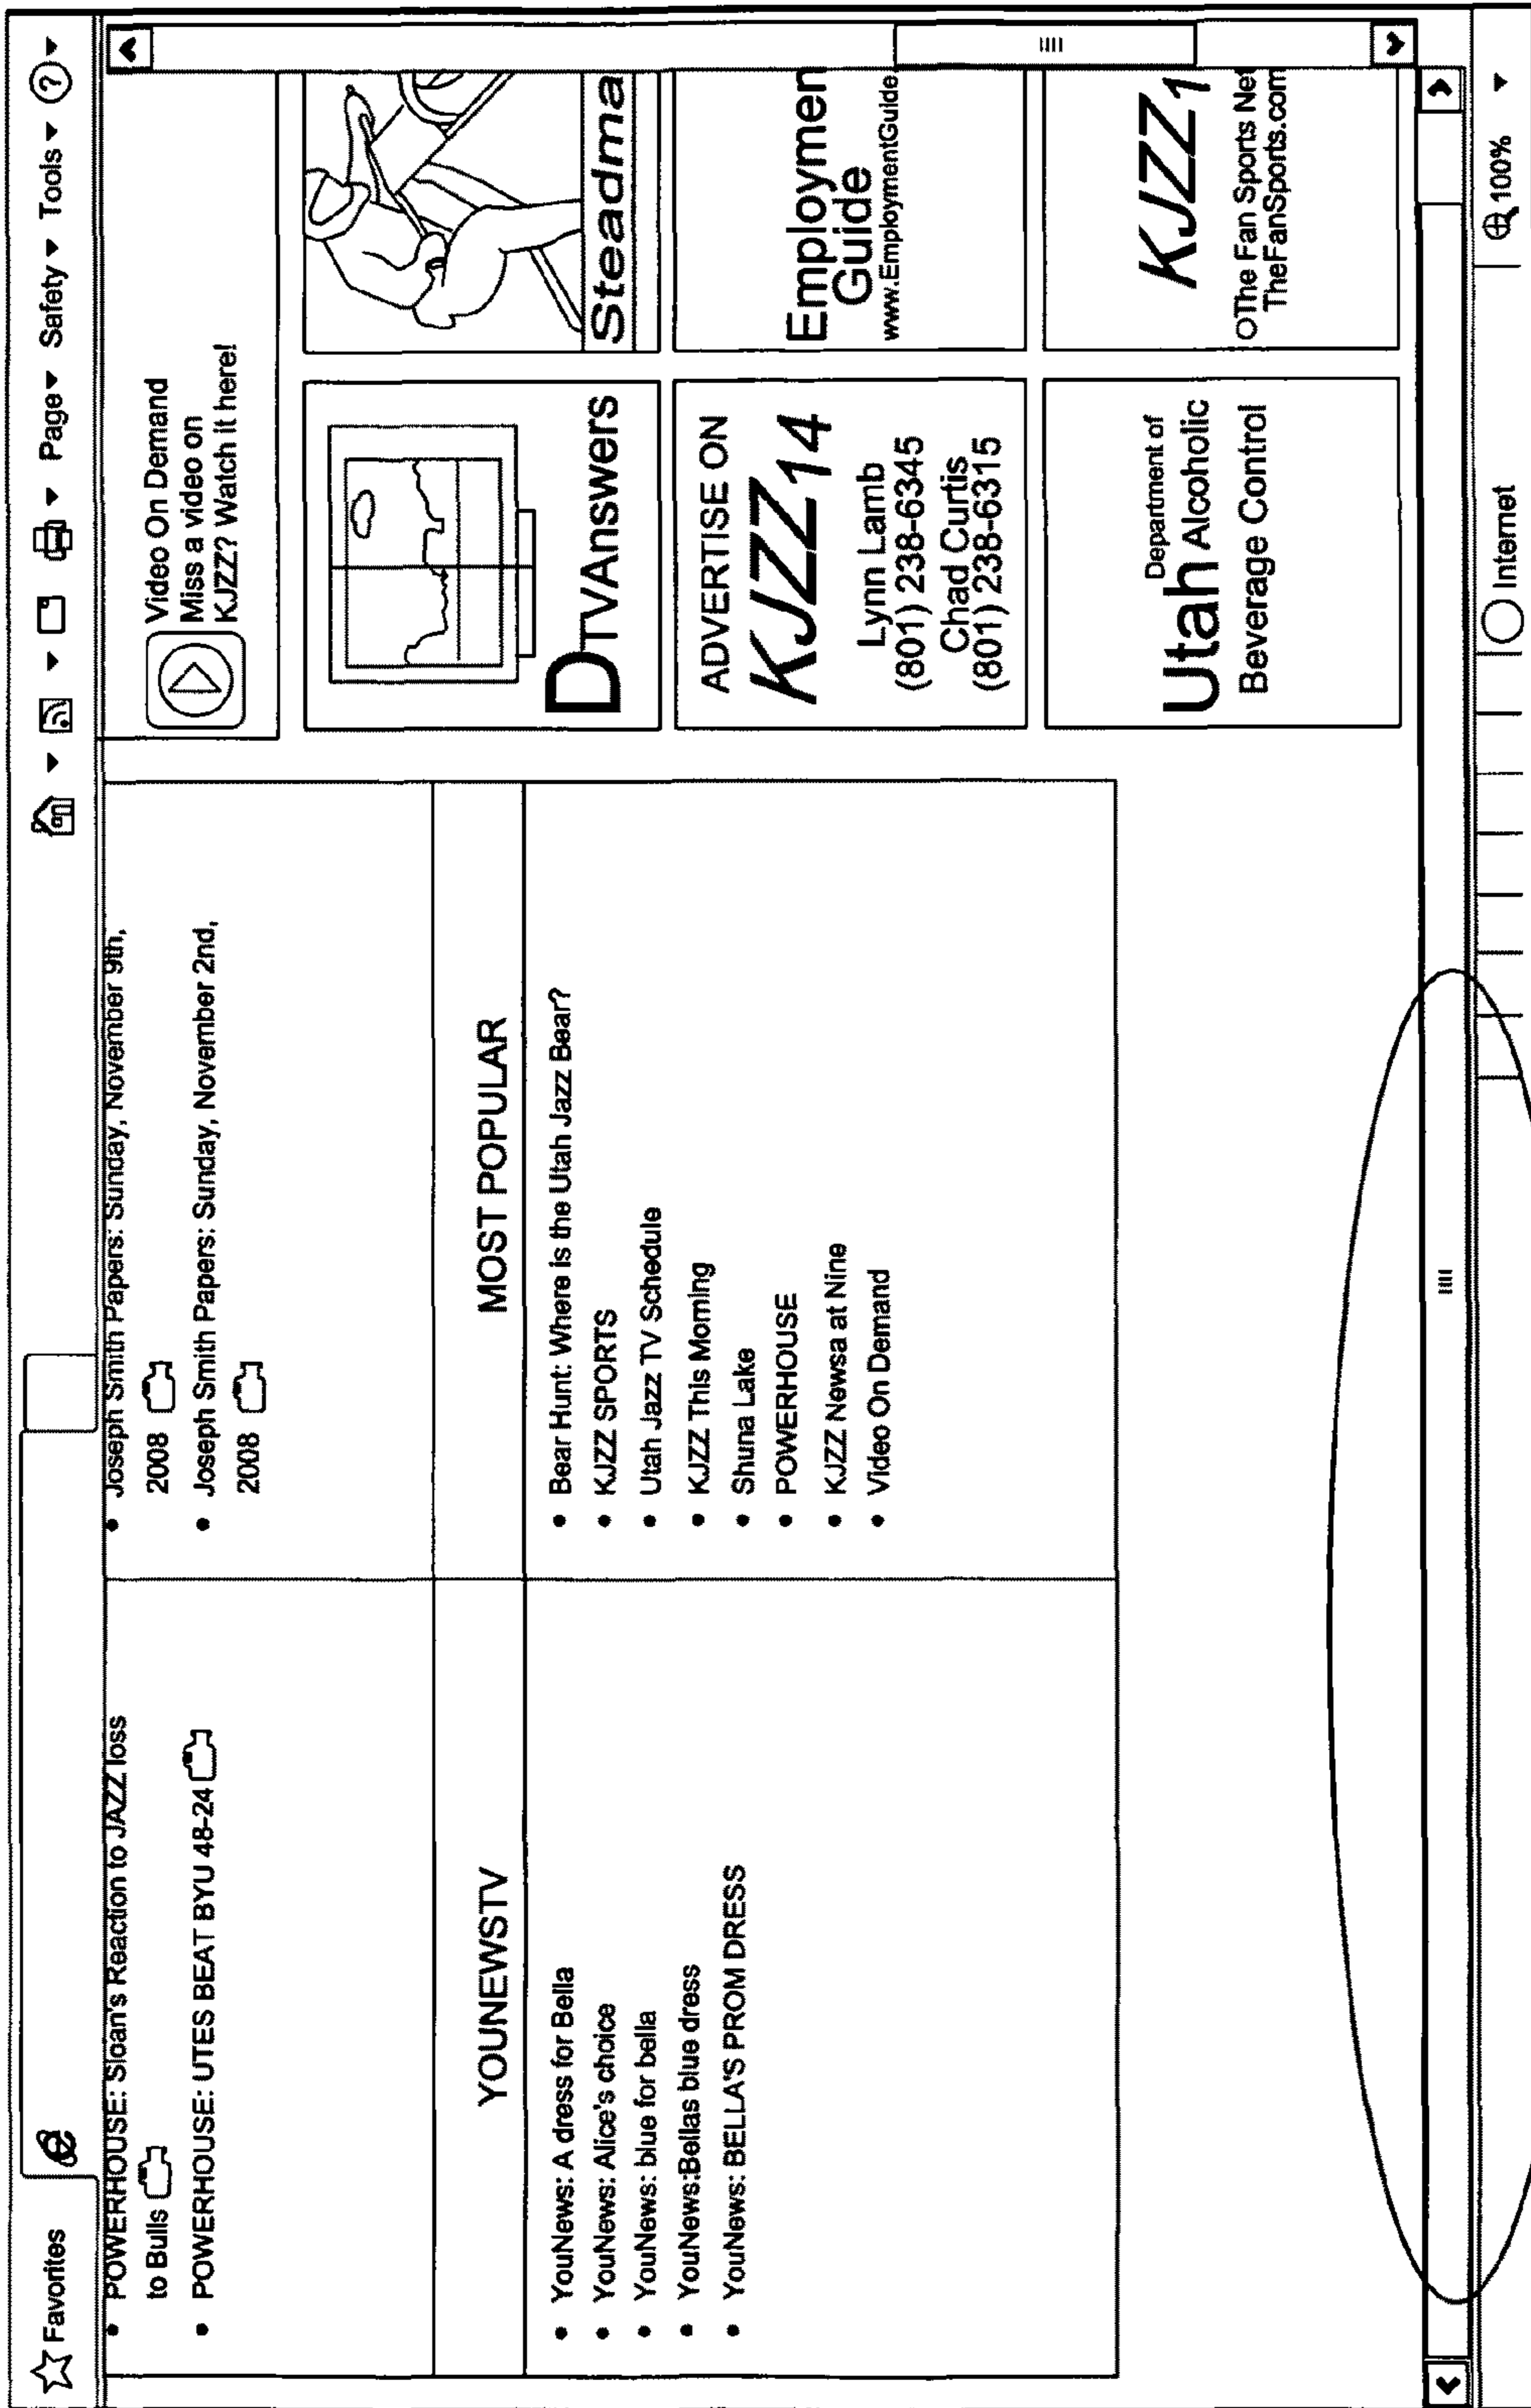 Favorites
Page Safety Tools ?
• POWERHOUSE: Sloan's Reaction to JAZZ loss
to Bulls
• POWERHOUSE: UTES BEAT BYU 48-24
• Joseph Smith Papers: Sunday, November 9th,
2008
• Joseph Smith Papers: Sunday, November 2nd,
2008
YOUNEWSTV
• YouNews: A dress for Bella
• YouNews: Alice's choice
• YouNews: blue for bella
• YouNews:Bellas blue dress
• YouNews: BELLA'S PROM DRESS
MOST POPULAR
• Bear Hunt: Where is the Utah Jazz Bear?
• KJZZ SPORTS
• Utah Jazz TV Schedule
• KJZZ This Morning
• Shuna Lake
• POWERHOUSE
• KJZZ Newsa at Nine
• Video On Demand
Video On Demand
Miss a video on
KJZZ? Watch it here!
DTVAnswers
Steadma
ADVERTISE ON
KJZZ14
Lynn Lamb
(801) 238-6345
Chad Curtis
(801) 238-6315
Employmen
Guide
www.EmploymentGuide
Department of
Utah Alcoholic
Beverage Control
KJZZ1
The Fan Sports Net
TheFanSports.com
Internet
100%